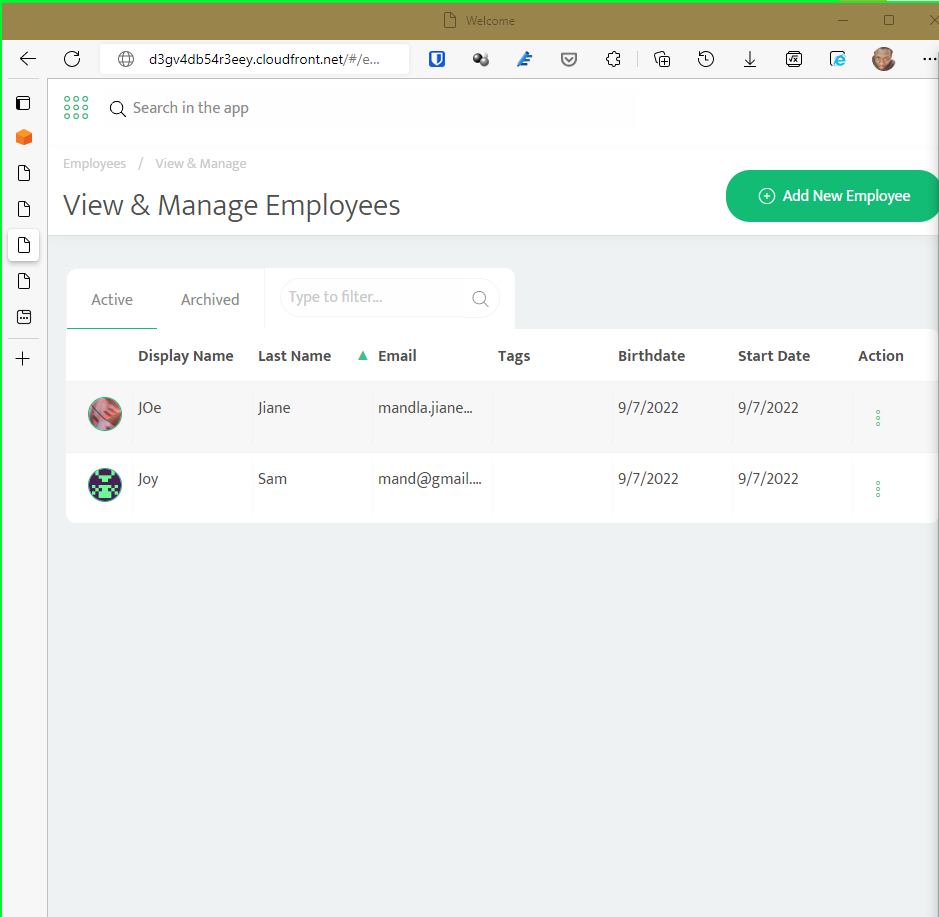 Welcome
d3gv4db54r3eey.cloudfront.net/#/e...
Search in the app
Employees / View & Manage
View & Manage Employees
Add New Employee
Active Archived Type to filter...
Display Name Last Name ▲ Email Tags Birthdate Start Date Action
JOe Jiane mandla.jiane... 9/7/2022 9/7/2022
Joy Sam mand@gmail.... 9/7/2022 9/7/2022